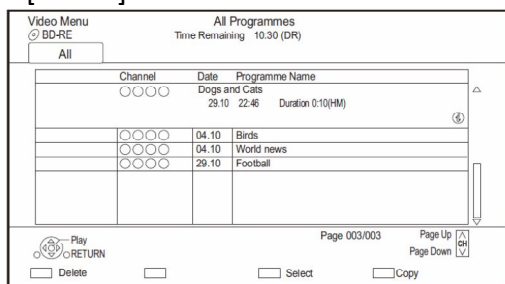 Video Menu
All Programmes
BD-RE
Time Remaining 10:30 (DR)
All
Channel Date Programme Name
Dogs and Cats
29.10 22:46 Duration 0:10(HM)
04.10 Birds
04.10 World news
29.10 Football
Page 003/003
Page Up
CH
Page Down
Play
RETURN
Delete
Select
Copy